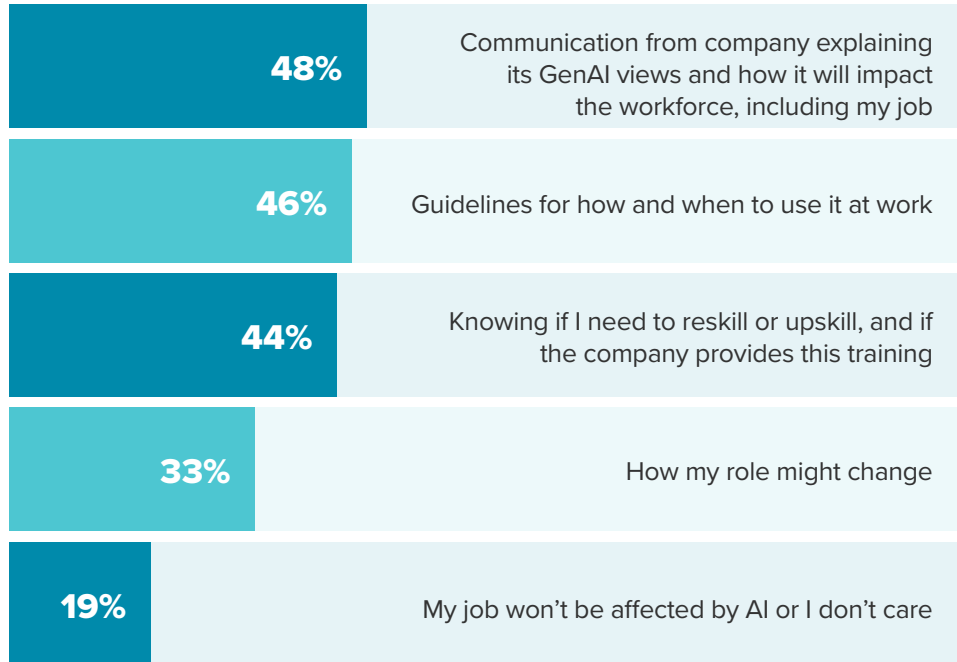 48%
Communication from company explaining
its GenAI views and how it will impact
the workforce, including my job
46%
Guidelines for how and when to use it at work
44%
Knowing if I need to reskill or upskill, and if
the company provides this training
33%
How my role might change
19%
My job won’t be affected by AI or I don’t care